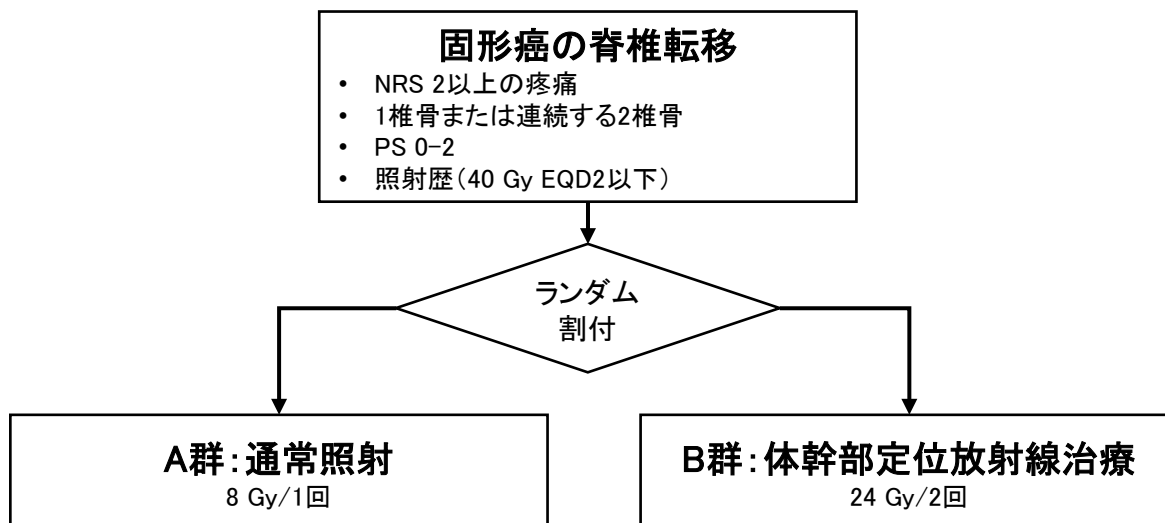 固形癌の脊椎転移
• NRS 2以上の疼痛
• 1椎骨または連続する2椎骨
• PS 0-2
• 照射歴（40 Gy EQD2以下）
ランダム
割付
A群：通常照射
8 Gy/1回
B群：体幹部定位放射線治療
24 Gy/2回